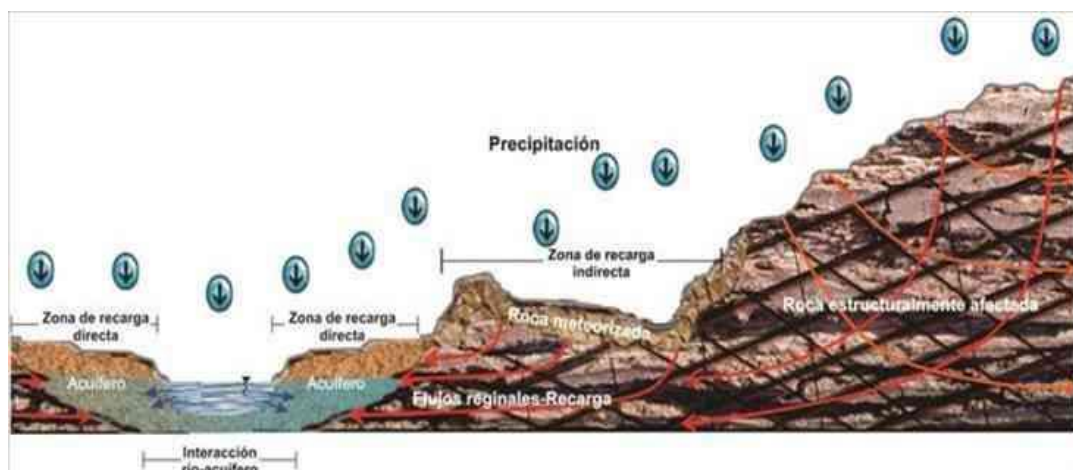 Precipitación
Zona de recarga
indirecta
Zona de recarga
directa
Zona de recarga
directa
Roca meteorizada
Roca estructuralmente afectada
Acuífero
Acuífero
Flujos reginales-Recarga
Interacción
río-acuífero